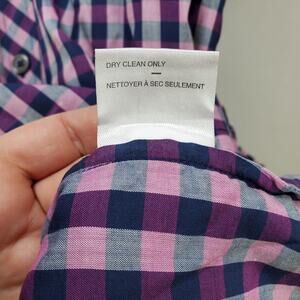 DRY CLEAN ONLY
—
NETTOYER À SEC SEULEMENT